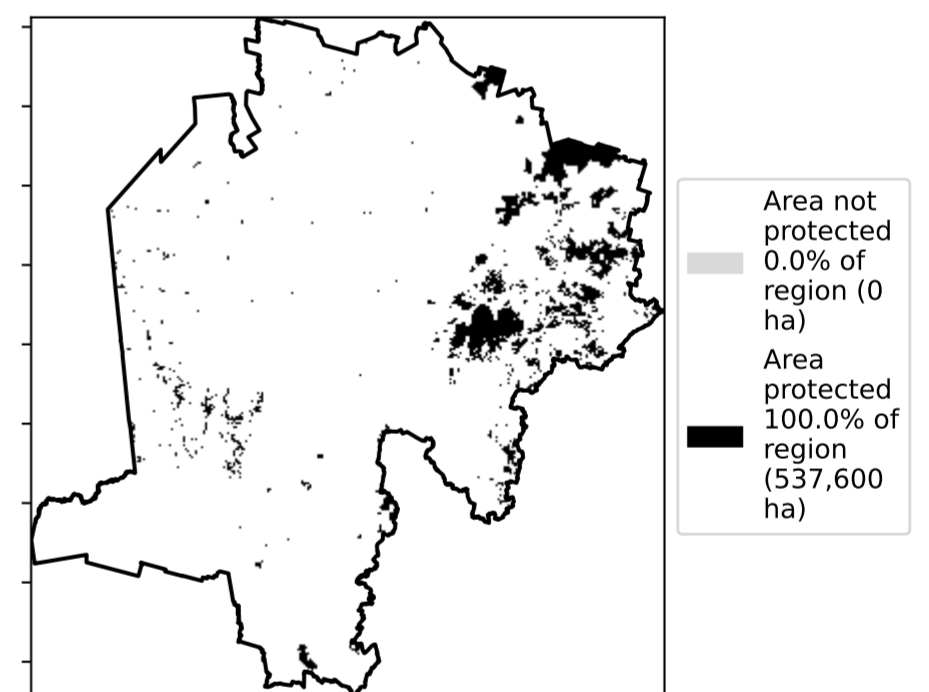 Area not
protected
0.0% of
region (0
ha)
Area
protected
100.0% of
region
(537,600
ha)